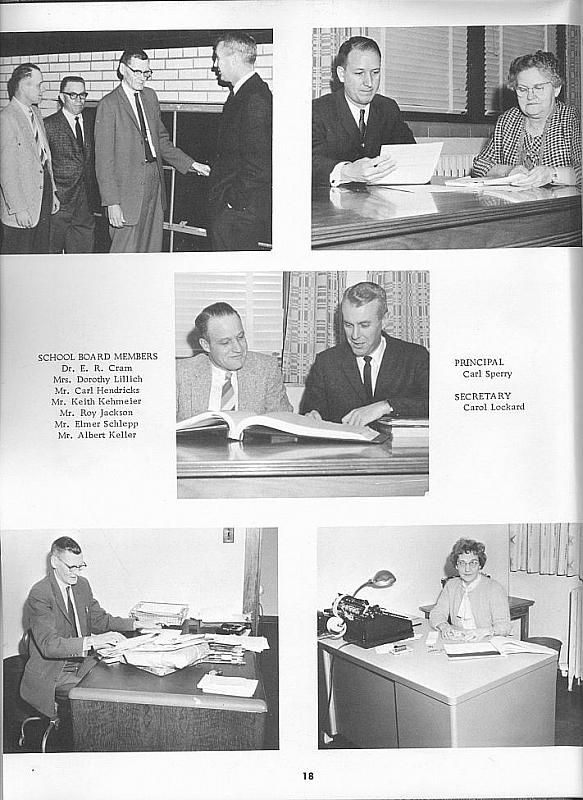 SCHOOL BOARD MEMBERS
Dr. E. R. Cram
Mrs. Dorothy Lillich
Mr. Carl Hendricks
Mr. Keith Kehmeier
Mr. Roy Jackson
Mr. Elmer Schlepp
Mr. Albert Keller
PRINCIPAL
Carl Sperry
SECRETARY
Carol Lockard
18